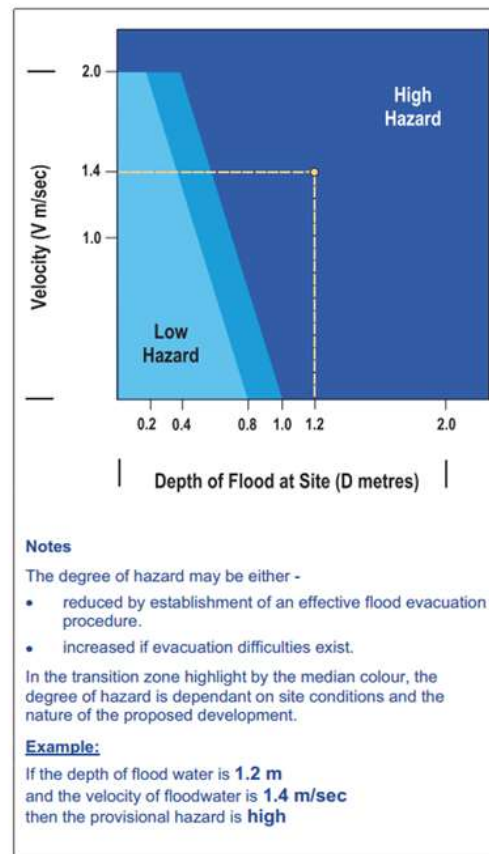 2.0
High
Hazard
1.4
1.0
Velocity (V m/sec)
Low
Hazard
0.2 0.4 0.8 1.0 1.2 2.0
Depth of Flood at Site (D metres)
Notes
The degree of hazard may be either -
• reduced by establishment of an effective flood evacuation
procedure.
• increased if evacuation difficulties exist.
In the transition zone highlight by the median colour, the
degree of hazard is dependant on site conditions and the
nature of the proposed development.
Example:
If the depth of flood water is 1.2 m
and the velocity of floodwater is 1.4 m/sec
then the provisional hazard is high